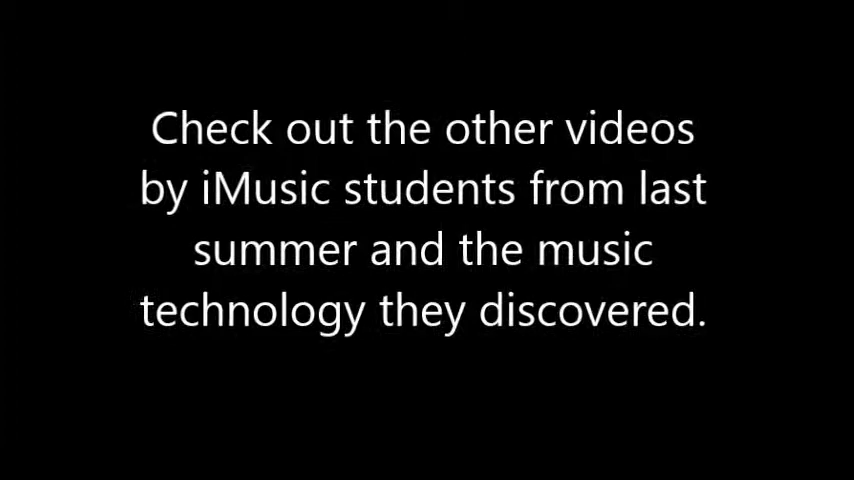 Check out the other videos
by iMusic students from last
summer and the music
technology they discovered.